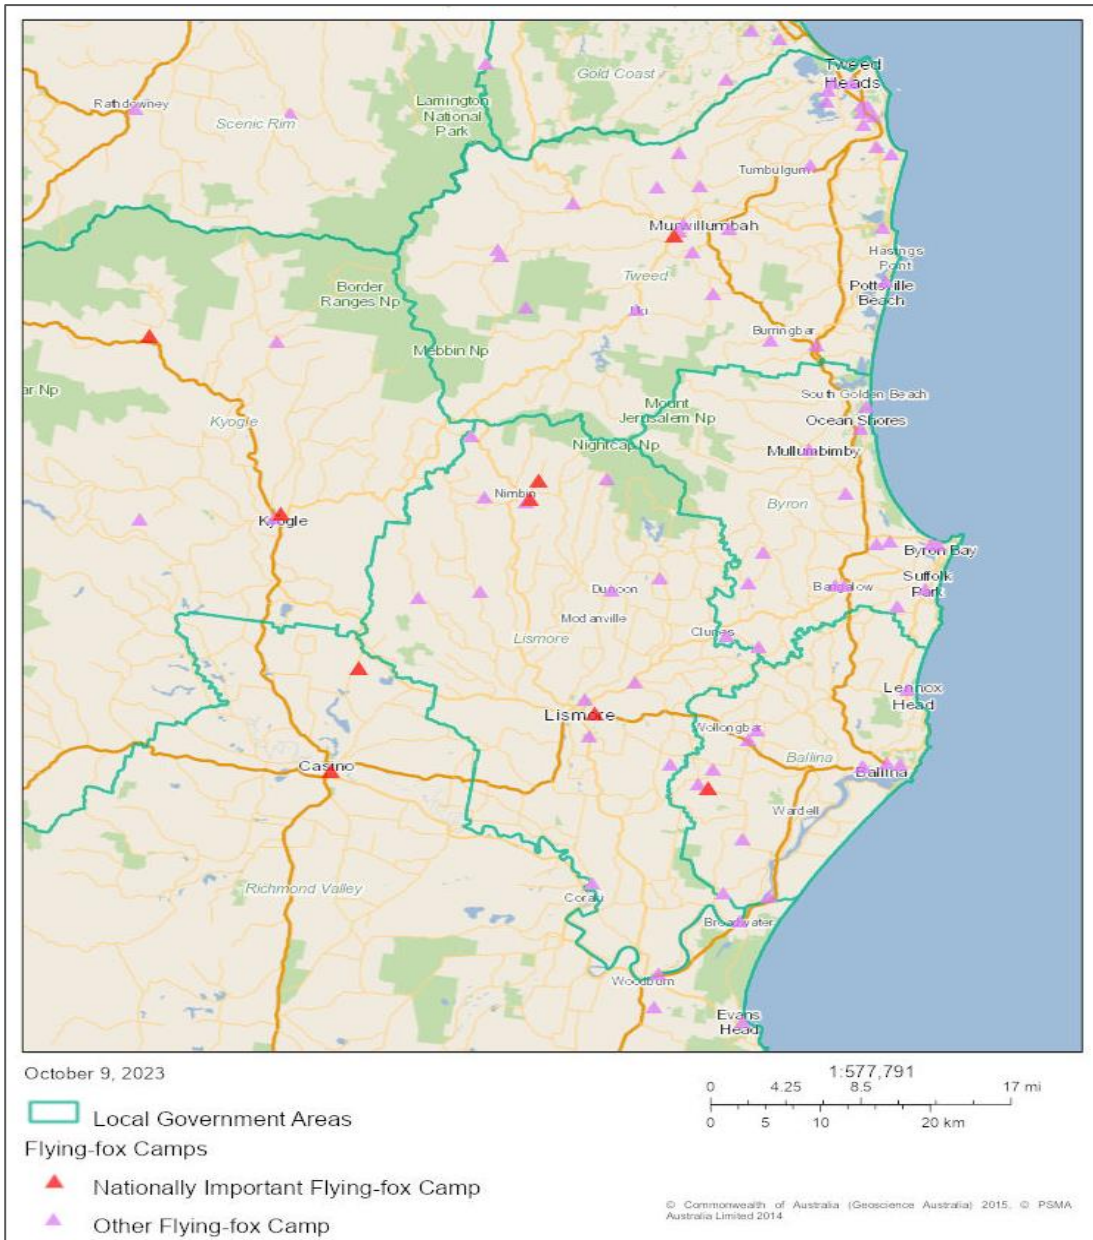 Tweed
Heads
Gold Coast
Rathdowney
Scenic Rim
Lamington
National
Park
Tumbulgum
Murwillumbah
Hastings
Point
Tweed
Border
Ranges Np
Pottsville
Beach
Uki
Burringbar
Mebbin Np
ar Np
South Golden Beach
Mount
Jerusalem Np
Kyogle
Ocean Shores
Nightcap Np
Mullumbimby
Nimbin
Byron
Kyogle
Byron Bay
Suffolk
Park
Dunoon
Bangalow
Modanville
Clunes
Lismore
Lennox
Head
Lismore
Wollongbar
Ballina
Casino
Ballina
Wardell
Richmond Valley
Coraki
Broadwater
Woodburn
Evans
Head
October 9, 2023
1:577,791
0 4.25 8.5 17 mi
0 5 10 20 km
Local Government Areas
Flying-fox Camps
Nationally Important Flying-fox Camp
Other Flying-fox Camp
© Commonwealth of Australia (Geoscience Australia) 2015, © PSMA
Australia Limited 2014